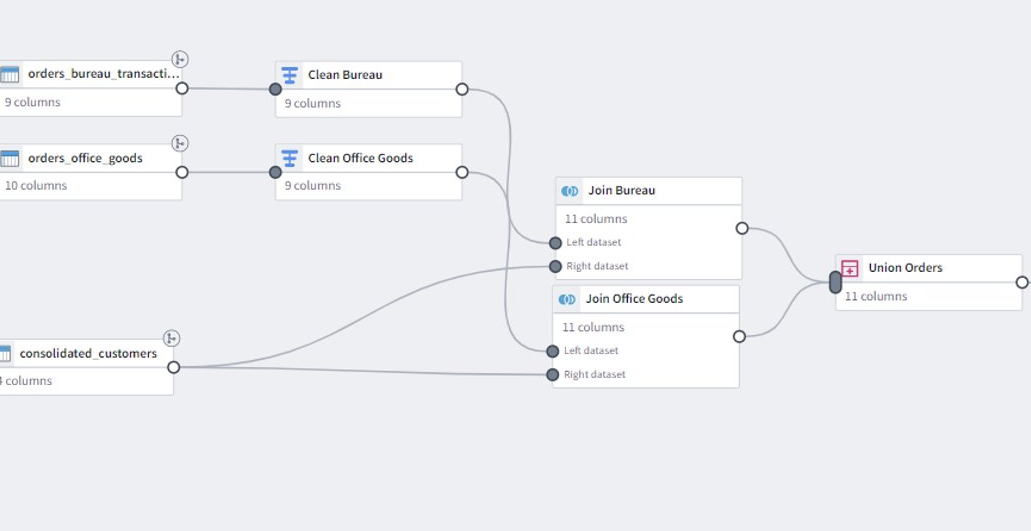 orders_bureau_transacti...
9 columns
Clean Bureau
9 columns
orders_office_goods
10 columns
Clean Office Goods
9 columns
Join Bureau
11 columns
Left dataset
Right dataset
Union Orders
11 columns
Join Office Goods
11 columns
Left dataset
Right dataset
consolidated_customers
columns